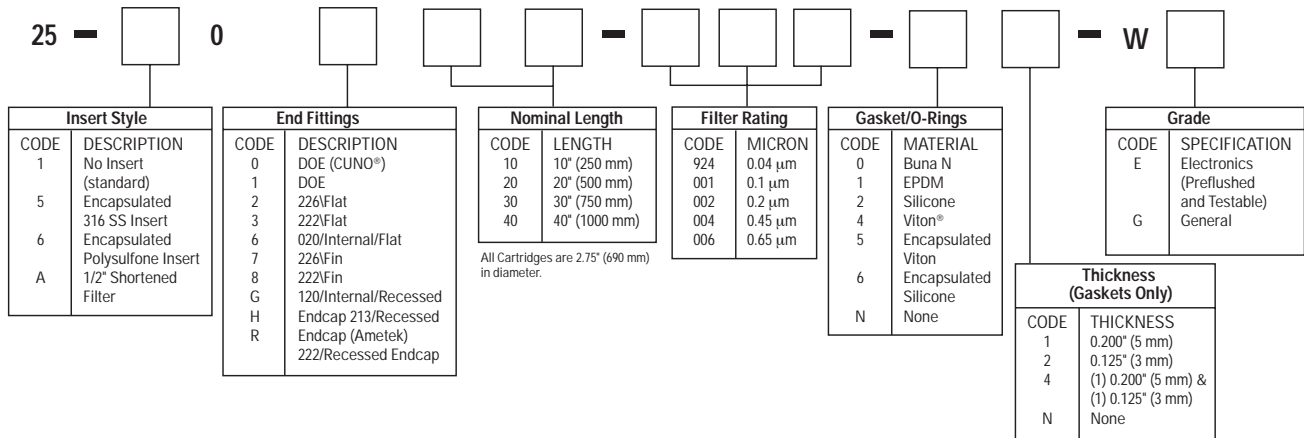 25 – 0 – – – W
Insert Style
CODE DESCRIPTION
1 No Insert
(standard)
5 Encapsulated
316 SS Insert
6 Encapsulated
Polysulfone Insert
A 1/2" Shortened
Filter
End Fittings
CODE DESCRIPTION
0 DOE (CUNO®)
1 DOE
2 226\Flat
3 222\Flat
6 020/Internal/Flat
7 226\Fin
8 222\Fin
G 120/Internal/Recessed
H Endcap 213/Recessed
R Endcap (Ametek)
222/Recessed Endcap
Nominal Length
CODE LENGTH
10 10" (250 mm)
20 20" (500 mm)
30 30" (750 mm)
40 40" (1000 mm)
All Cartridges are 2.75" (690 mm)
in diameter.
Filter Rating
CODE MICRON
924 0.04 µm
001 0.1 µm
002 0.2 µm
004 0.45 µm
006 0.65 µm
Gasket/O-Rings
CODE MATERIAL
0 Buna N
1 EPDM
2 Silicone
4 Viton®
5 Encapsulated
Viton
6 Encapsulated
Silicone
N None
Thickness
(Gaskets Only)
CODE THICKNESS
1 0.200" (5 mm)
2 0.125" (3 mm)
4 (1) 0.200" (5 mm) &
(1) 0.125" (3 mm)
N None
Grade
CODE SPECIFICATION
E Electronics
(Preflushed
and Testable)
G General